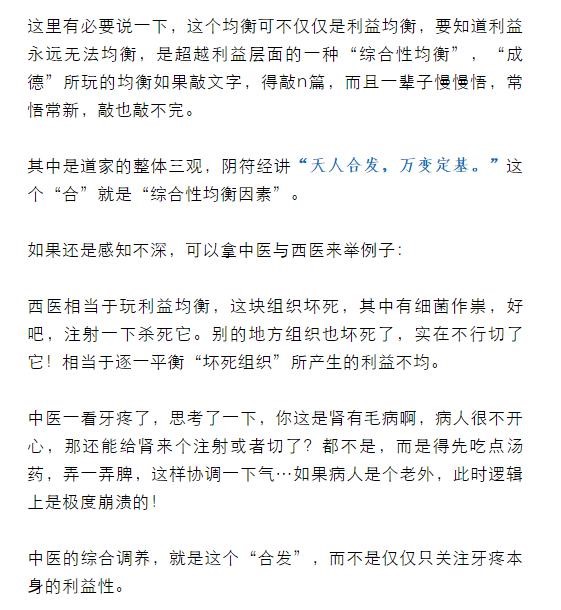 这里有必要说一下，这个均衡可不仅仅是利益均衡，要知道利益
永远无法均衡，是超越利益层面的一种“综合性均衡”，“成
德”所玩的均衡如果敲文字，得敲n篇，而且一辈子慢慢悟，常
悟常新，敲也敲不完。
其中是道家的整体三观，阴符经讲“天人合发，万变定基。”这
个“合”就是“综合性均衡因素”。
如果还是感知不深，可以拿中医与西医来举例子：
西医相当于玩利益均衡，这块组织坏死，其中有细菌作祟，好
吧，注射一下杀死它。别的地方组织也坏死了，实在不行切了
它！相当于逐一平衡“坏死组织”所产生的利益不均。
中医一看牙疼了，思考了一下，你这是肾有毛病啊，病人很不开
心，那还能给肾来个注射或者切了？都不是，而是得先吃点汤
药，弄一弄脾，这样协调一下气…如果病人是个老外，此时逻辑
上是极度崩溃的！
中医的综合调养，就是这个“合发”，而不是仅仅只关注牙疼本
身的利益性。